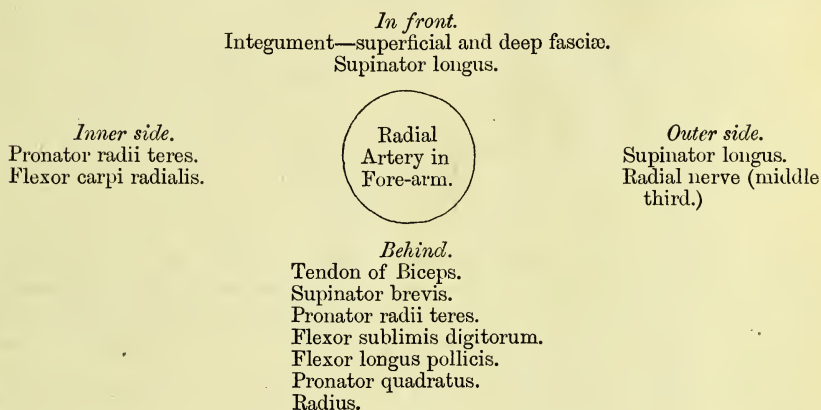 In front.
Integument—superficial and deep fasciæ.
Supinator longus.
Inner side.
Pronator radii teres.
Flexor carpi radialis.
Radial
Artery in
Fore-arm.
Outer side.
Supinator longus.
Radial nerve (middle
third.)
Behind.
Tendon of Biceps.
Supinator brevis.
Pronator radii teres.
Flexor sublimis digitorum.
Flexor longus pollicis.
Pronator quadratus.
Radius.